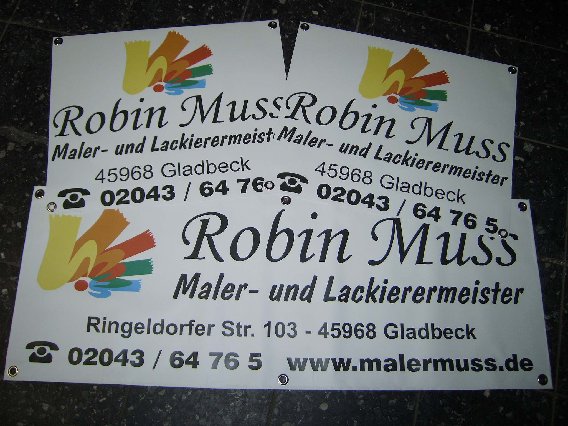 Robin Muss
Maler- und Lackierermeist
45968 Gladbeck
02043 / 64 76
Robin Muss
Maler- und Lackierermeister
45968 Gladbeck
02043 / 64 76 5
Robin Muss
Maler- und Lackierermeister
Ringeldorfer Str. 103 - 45968 Gladbeck
02043 / 64 76 5 www.malermuss.de